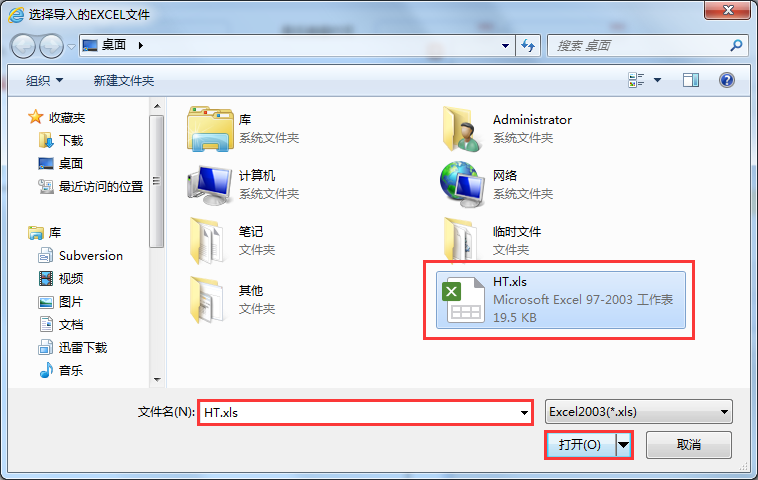 选择导入的EXCEL文件
桌面
搜索 桌面
组织
新建文件夹
收藏夹
下载
桌面
最近访问的位置
库
Subversion
视频
图片
文档
迅雷下载
音乐
库
系统文件夹
Administrator
系统文件夹
计算机
系统文件夹
网络
系统文件夹
笔记
文件夹
临时文件
文件夹
其他
文件夹
HT.xls
Microsoft Excel 97-2003 工作表
19.5 KB
文件名(N):
HT.xls
Excel2003(*.xls)
打开(O)
取消